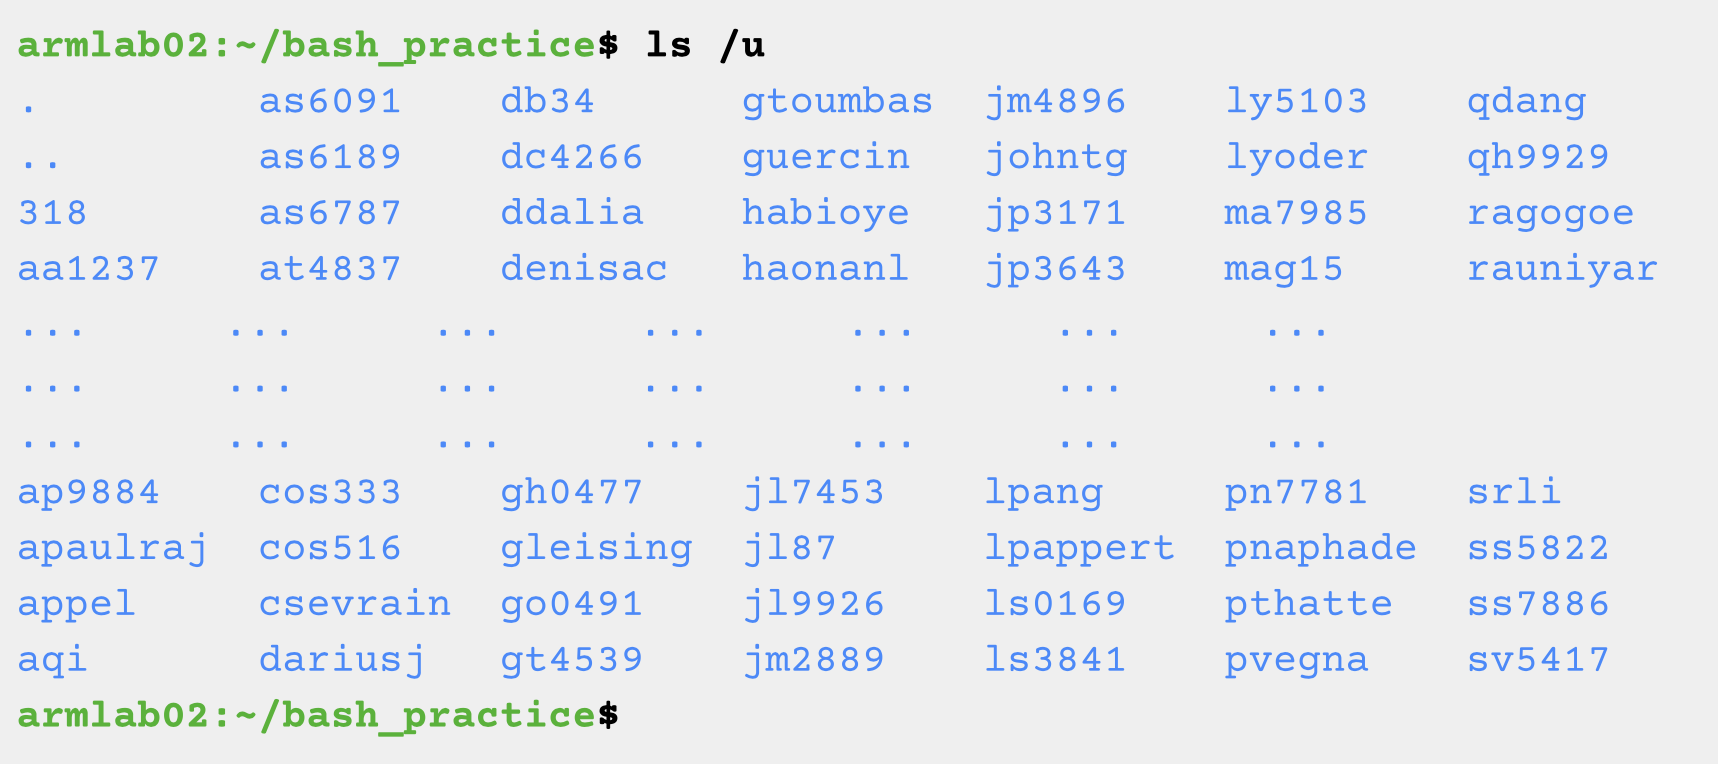 armlab02:~/bash_practice$ ls /u
.         as6091    db34      gtoumbas  jm4896    ly5103    qdang
..        as6189    dc4266    guercin   johntg    lyoder    qh9929
318       as6787    ddalia    habioye   jp3171    ma7985    ragogoe
aa1237    at4837    denisac   haonanl   jp3643    mag15     rauniyar
...      ...      ...      ...      ...      ...      ...
...      ...      ...      ...      ...      ...      ...
...      ...      ...      ...      ...      ...      ...
ap9884    cos333    gh0477    jl7453    lpang     pn7781    srli
apaulraj  cos516    gleising  jl87      lpappert  pnaphade  ss5822
appel     csevrain  go0491    jl9926    ls0169    pthatte   ss7886
aqi       dariusj   gt4539    jm2889    ls3841    pvegna    sv5417
armlab02:~/bash_practice$